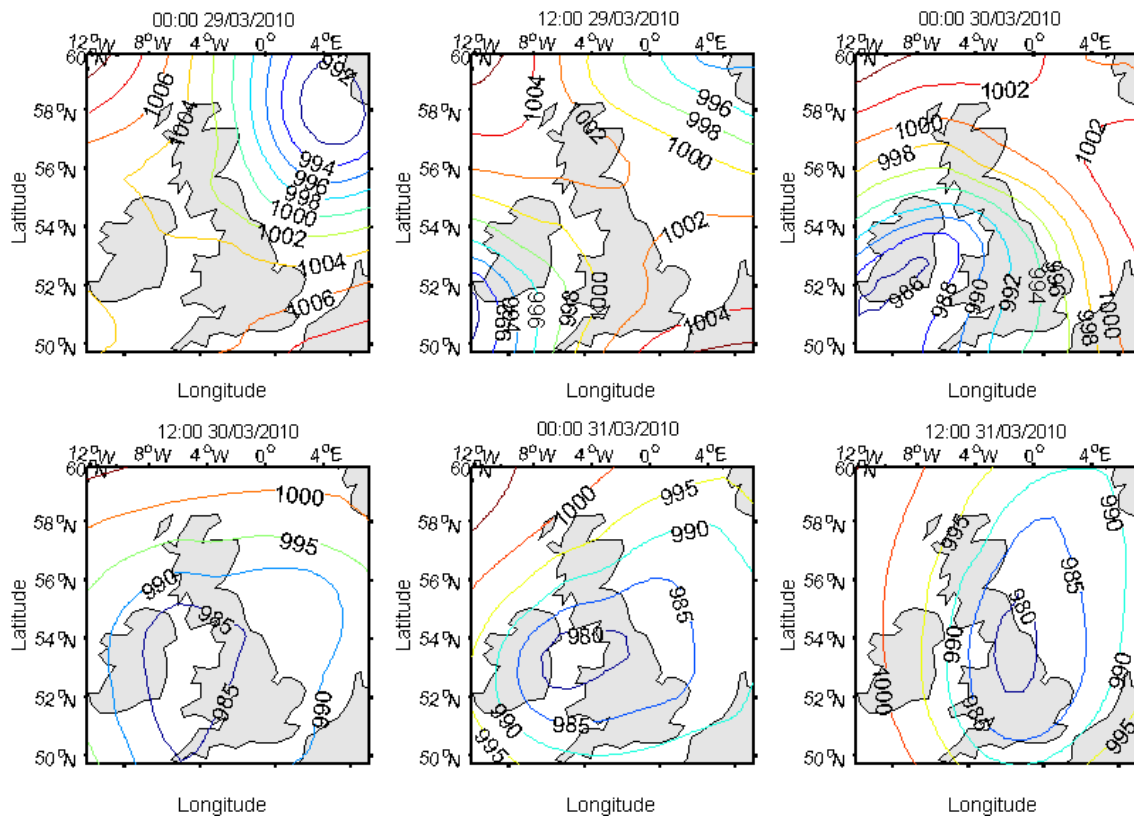 00:00 29/03/2010
12°W 8°W 4°W 0° 4°E
60°N
58°N
56°N
54°N
52°N
50°N
Latitude
Longitude
992
1006
1004
994
996
998
1000
1002
1004
1006
12:00 29/03/2010
12°W 8°W 4°W 0° 4°E
60°N
58°N
56°N
54°N
52°N
50°N
Latitude
Longitude
1004
996
998
1002
1000
1002
996
998
1000
1004
00:00 30/03/2010
12°W 8°W 4°W 0° 4°E
60°N
58°N
56°N
54°N
52°N
50°N
Latitude
Longitude
1002
1000
1002
998
986
988
990
992
994
996
998
1000
12:00 30/03/2010
12°W 8°W 4°W 0° 4°E
60°N
58°N
56°N
54°N
52°N
50°N
Latitude
Longitude
1000
995
990
985
985
990
00:00 31/03/2010
12°W 8°W 4°W 0° 4°E
60°N
58°N
56°N
54°N
52°N
50°N
Latitude
Longitude
1000
995
990
985
980
990
985
995
12:00 31/03/2010
12°W 8°W 4°W 0° 4°E
60°N
58°N
56°N
54°N
52°N
50°N
Latitude
Longitude
995
990
985
980
990
1000
985
990
995